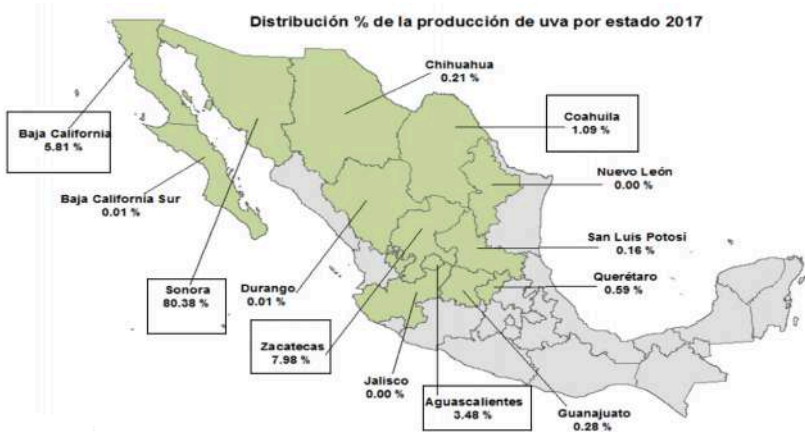 Distribución % de la producción de uva por estado 2017
Chihuahua
0.21 %
Coahuila
1.09 %
Baja California
5.81 %
Nuevo León
0.00 %
Baja California Sur
0.01 %
San Luis Potosí
0.16 %
Sonora
80.38 %
Durango
0.01 %
Querétaro
0.59 %
Zacatecas
7.98 %
Jalisco
0.00 %
Aguascalientes
3.48 %
Guanajuato
0.28 %